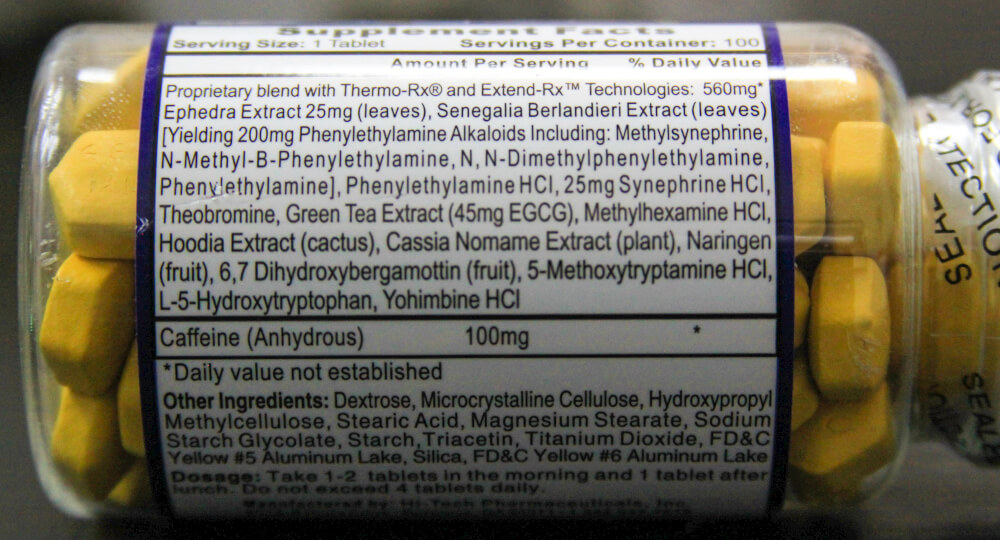 Supplement Facts
Serving Size: 1 Tablet Servings Per Container: 100
Amount Per Serving % Daily Value
Proprietary blend with Thermo-Rx® and Extend-Rx™ Technologies: 560mg*
Ephedra Extract 25mg (leaves), Senegalia Berlandieri Extract (leaves)
[Yielding 200mg Phenylethylamine Alkaloids Including: Methylsynephrine,
N-Methyl-B-Phenylethylamine, N, N-Dimethylphenylethylamine,
Phenylethylamine], Phenylethylamine HCl, 25mg Synephrine HCl,
Theobromine, Green Tea Extract (45mg EGCG), Methylhexamine HCl,
Hoodia Extract (cactus), Cassia Nomame Extract (plant), Naringen
(fruit), 6,7 Dihydroxybergamottin (fruit), 5-Methoxytryptamine HCl,
L-5-Hydroxytryptophan, Yohimbine HCl
Caffeine (Anhydrous) 100mg *
*Daily value not established
Other Ingredients: Dextrose, Microcrystalline Cellulose, Hydroxypropyl
Methylcellulose, Stearic Acid, Magnesium Stearate, Sodium
Starch Glycolate, Starch, Triacetin, Titanium Dioxide, FD&C
Yellow #5 Aluminum Lake, Silica, FD&C Yellow #6 Aluminum Lake
Dosage: Take 1-2 tablets in the morning and 1 tablet after
lunch. Do not exceed 4 tablets daily.
Manufactured by: Hi-Tech Pharmaceuticals, Inc.
SEAL